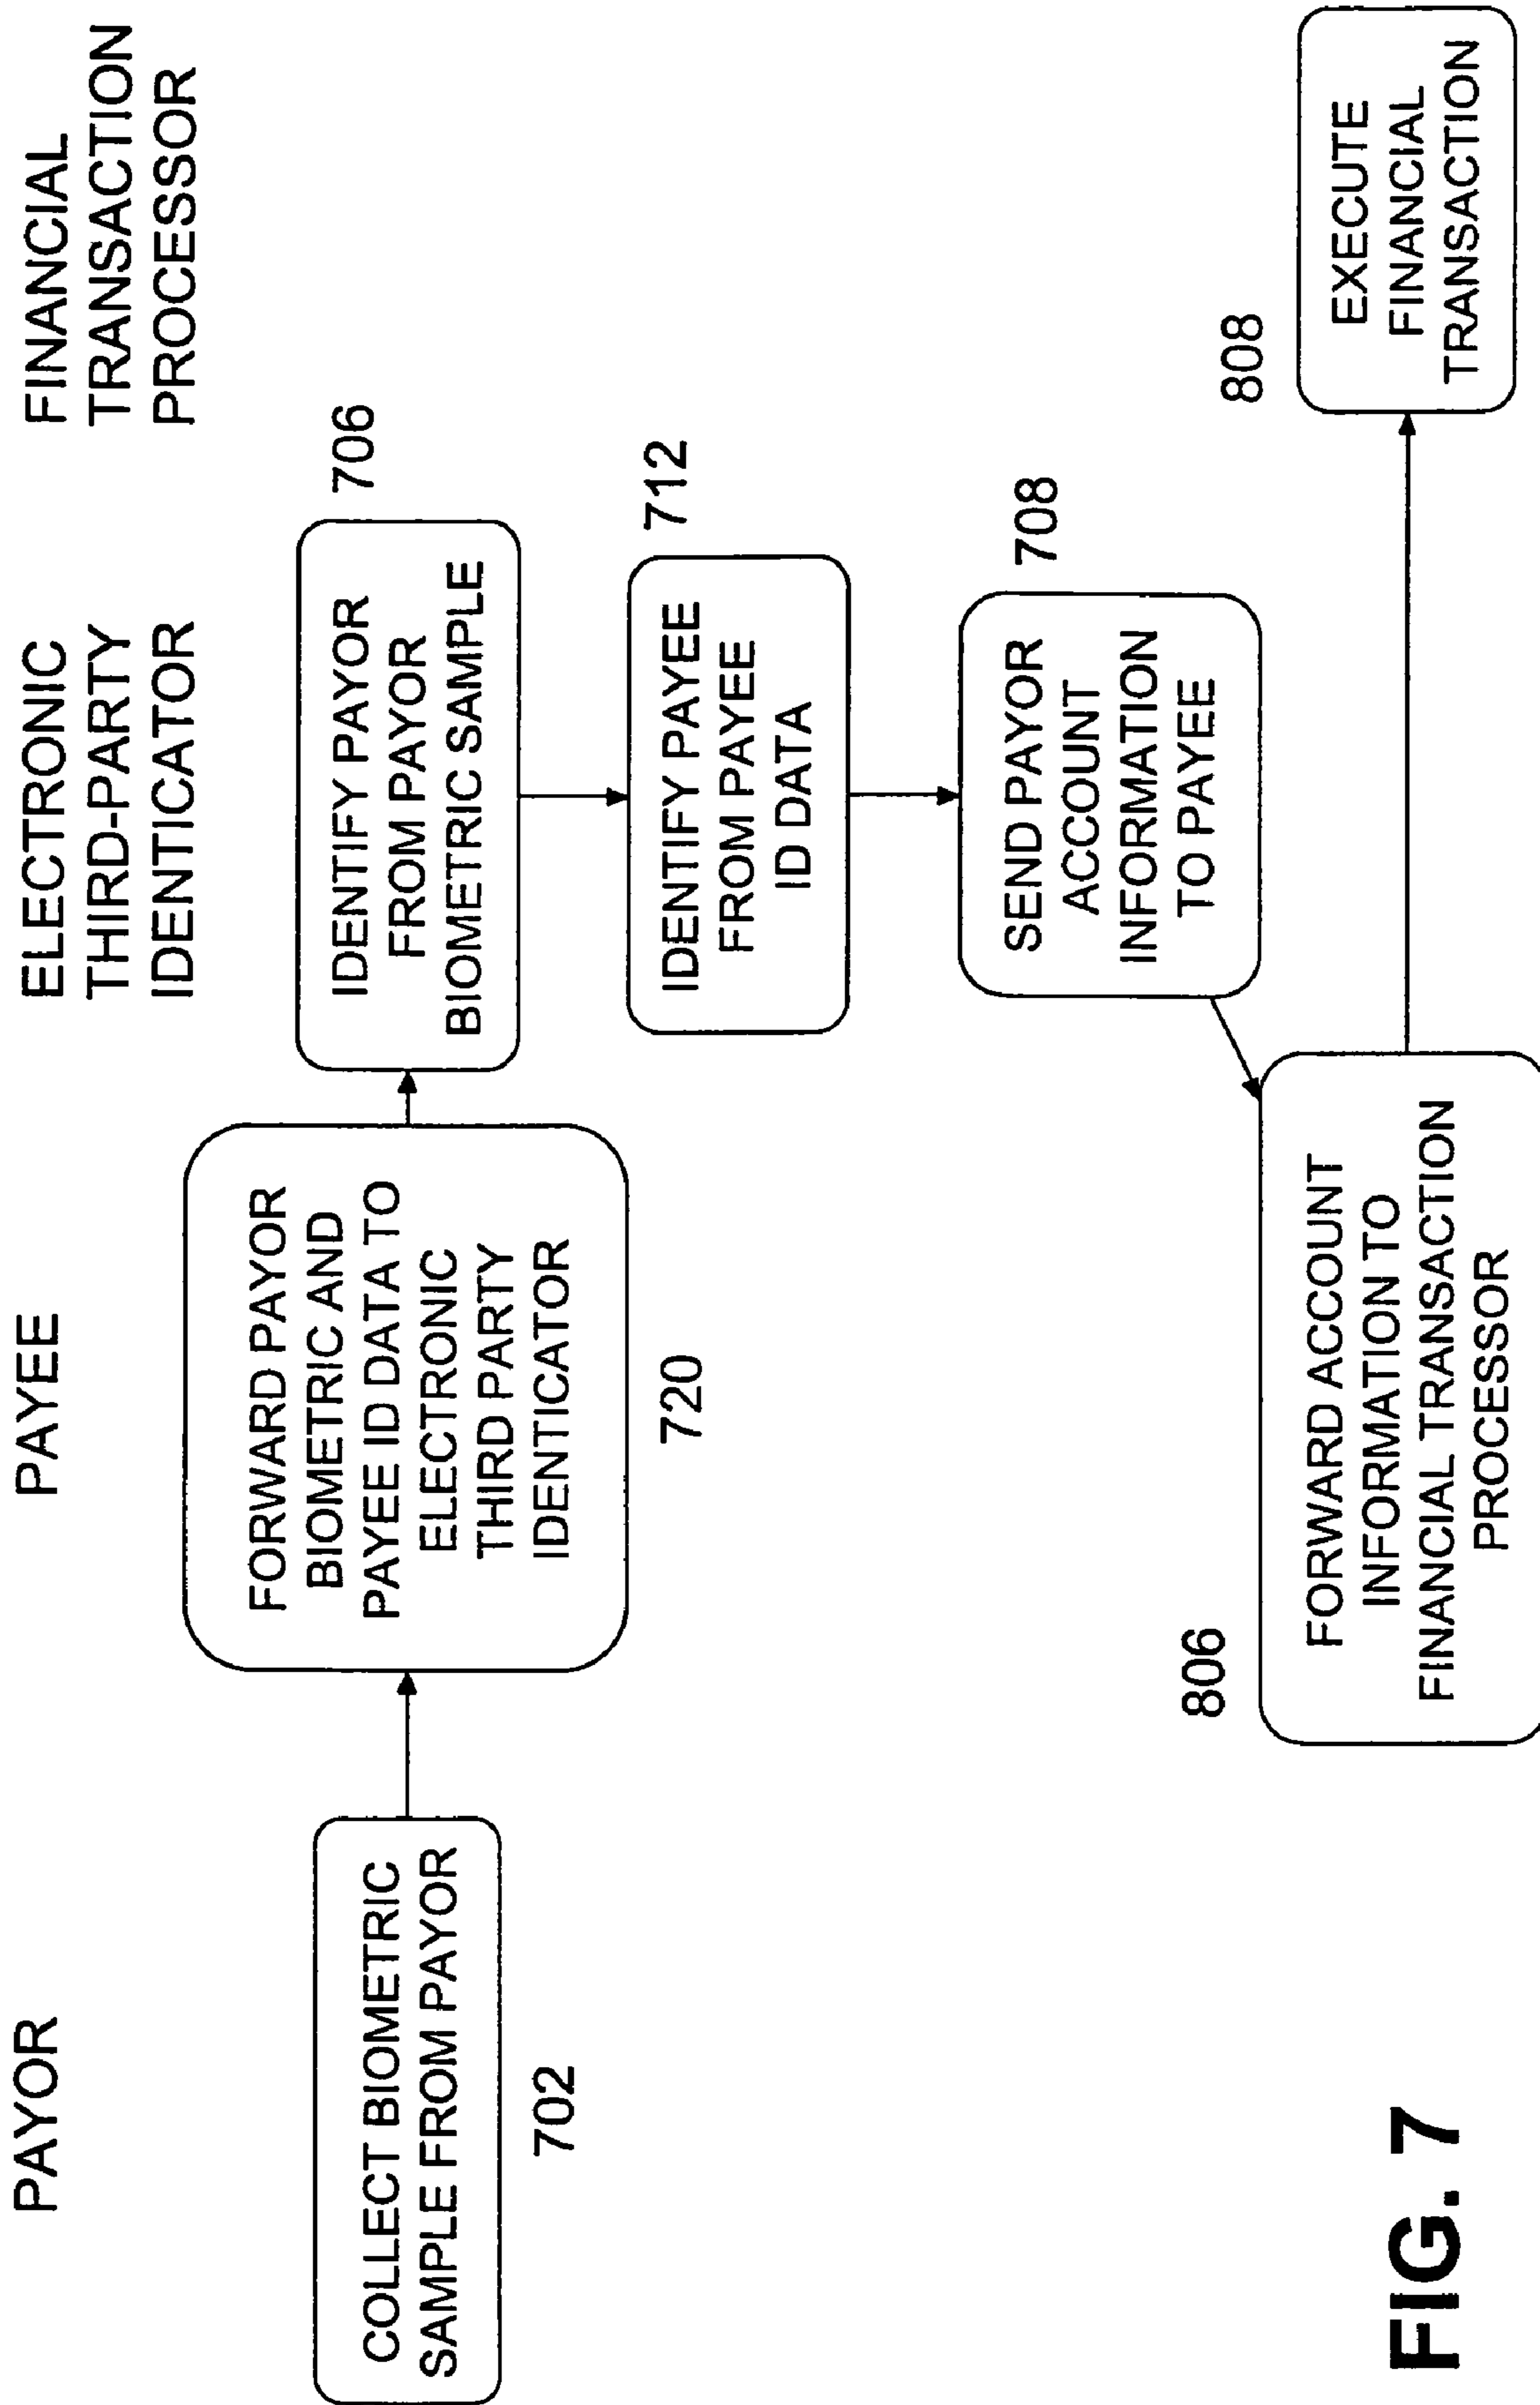 PAYOR
PAYEE
ELECTRONIC
THIRD-PARTY
IDENTICATOR
FINANCIAL
TRANSACTION
PROCESSOR
COLLECT BIOMETRIC
SAMPLE FROM PAYOR
702
FORWARD PAYOR
BIOMETRIC AND
PAYEE ID DATA TO
ELECTRONIC
THIRD PARTY
IDENTICATOR
720
IDENTIFY PAYOR
FROM PAYOR
BIOMETRIC SAMPLE
706
IDENTIFY PAYEE
FROM PAYEE
ID DATA
712
SEND PAYOR
ACCOUNT
INFORMATION
TO PAYEE
708
806
FORWARD ACCOUNT
INFORMATION TO
FINANCIAL TRANSACTION
PROCESSOR
808
EXECUTE
FINANCIAL
TRANSACTION
FIG. 7